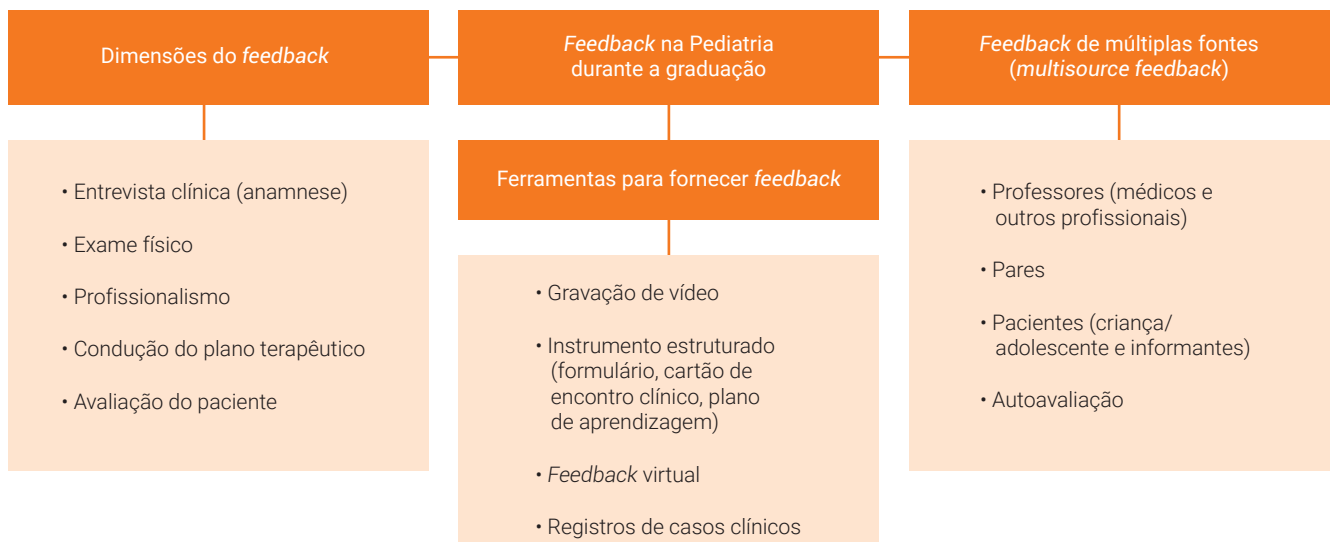 Dimensões do feedback
• Entrevista clínica (anamnese)
• Exame físico
• Profissionalismo
• Condução do plano terapêutico
• Avaliação do paciente
Feedback na Pediatria
durante a graduação
Ferramentas para fornecer feedback
• Gravação de vídeo
• Instrumento estruturado
(formulário, cartão de
encontro clínico, plano
de aprendizagem)
• Feedback virtual
• Registros de casos clínicos
Feedback de múltiplas fontes
(multisource feedback)
• Professores (médicos e
outros profissionais)
• Pares
• Pacientes (criança/
adolescente e informantes)
• Autoavaliação